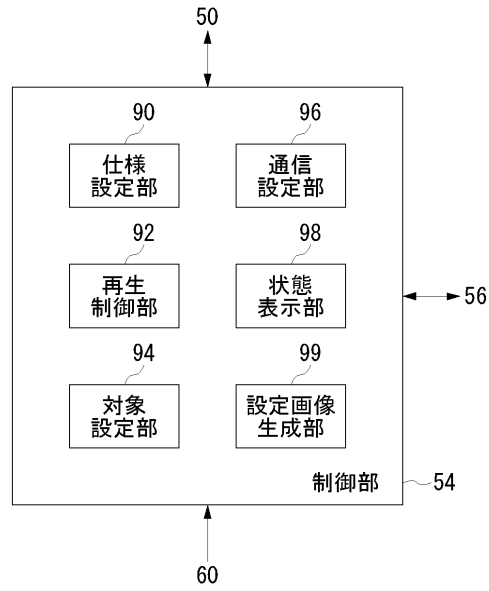 50
90
96
仕様
設定部
通信
設定部
92
98
再生
制御部
状態
表示部
56
94
99
対象
設定部
設定画像
生成部
制御部
54
60